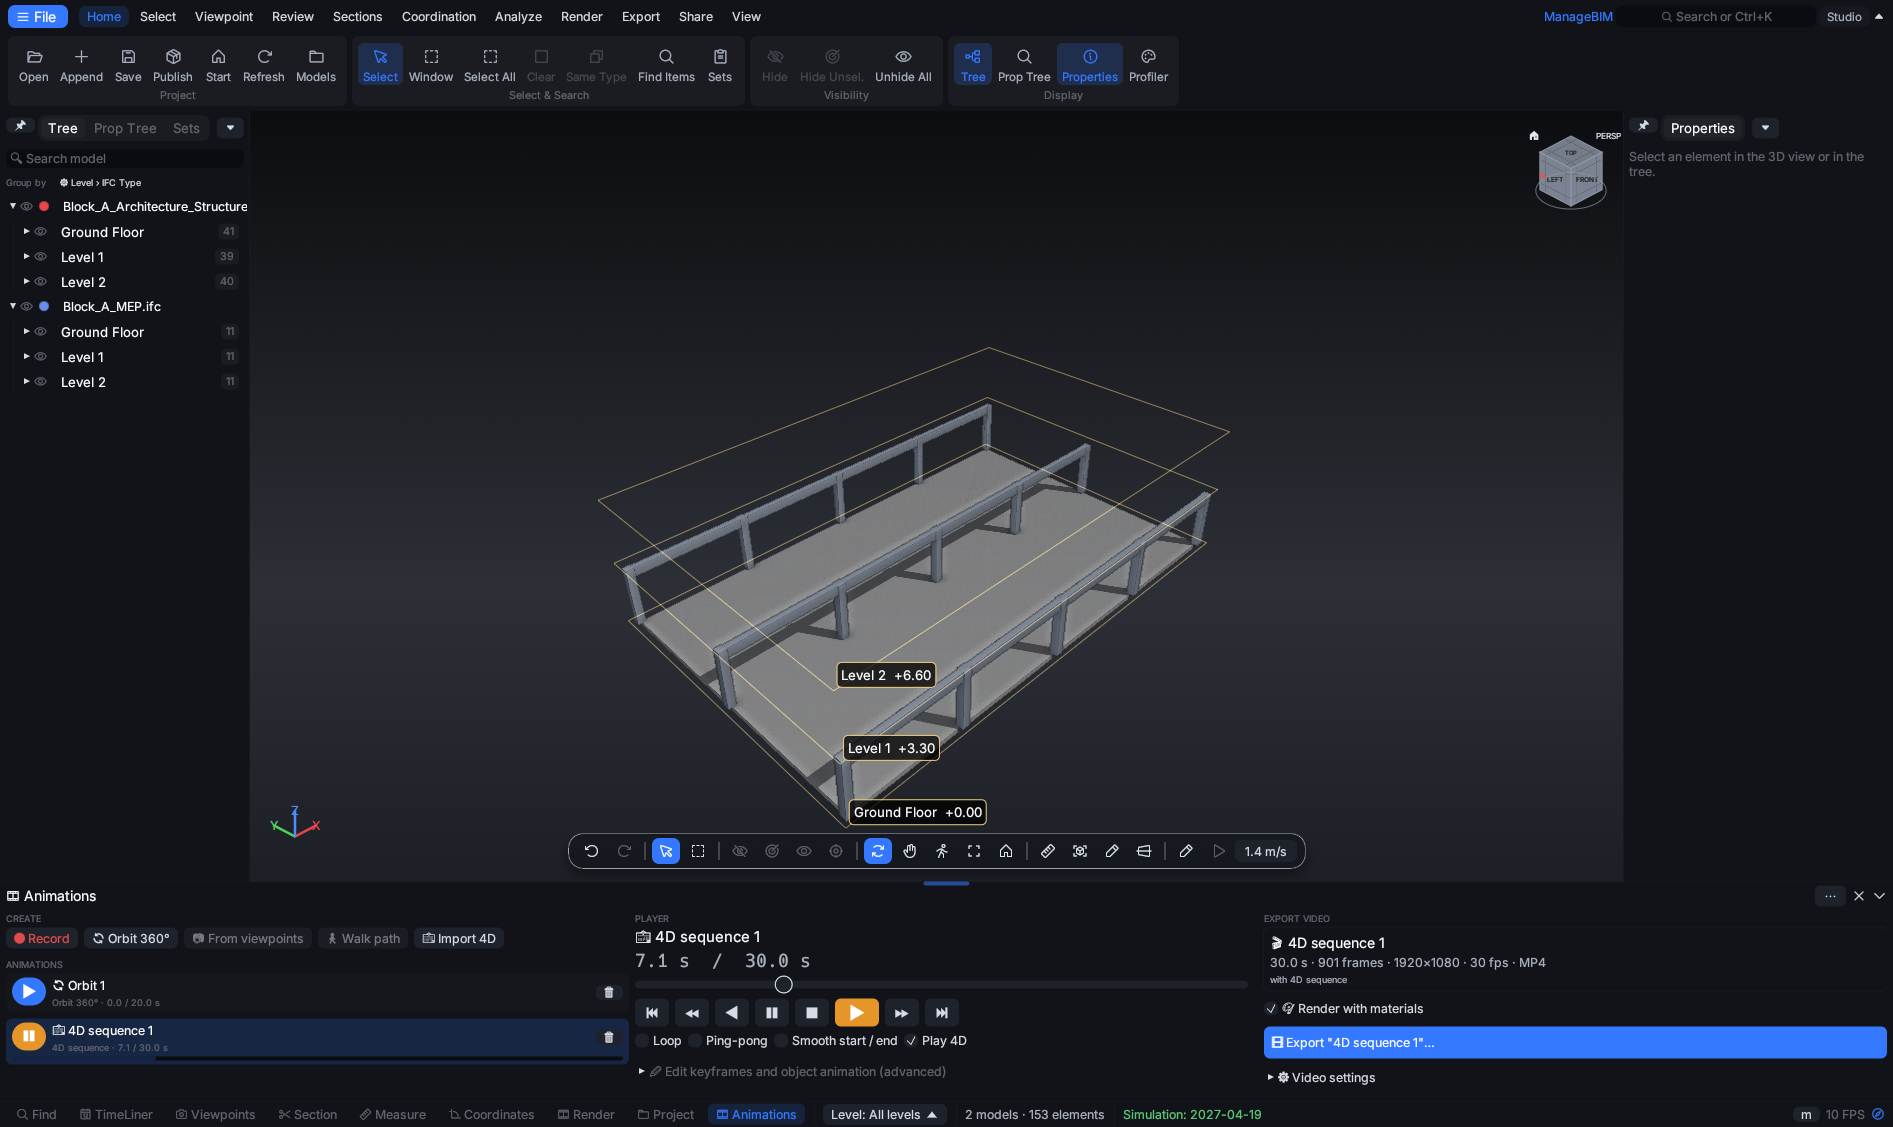 File Home Select Viewpoint Review Sections Coordination Analyze Render Export Share View ManageBIM Search or Ctrl+K Studio
Open Append Save Publish Start Refresh Models Select Window Select All Clear Same Type Find Items Sets Hide Hide Unsel. Unhide All Tree Prop Tree Properties Profiler
Project Select & Search Visibility Display
Tree Prop Tree Sets
Search model
Group by Level › IFC Type
Block_A_Architecture_Structure
Ground Floor 41
Level 1 39
Level 2 40
Block_A_MEP.ifc
Ground Floor 11
Level 1 11
Level 2 11
PERSP
TOP
LEFT FRONT
Properties
Select an element in the 3D view or in the
tree.
Level 2 +6.60
Level 1 +3.30
Ground Floor +0.00
Z
Y X
1.4 m/s
Animations
CREATE
Record Orbit 360° From viewpoints Walk path Import 4D
ANIMATIONS
Orbit 1
Orbit 360° · 0.0 / 20.0 s
4D sequence 1
4D sequence · 7.1 / 30.0 s
PLAYER
4D sequence 1
7.1 s / 30.0 s
Loop Ping-pong Smooth start / end Play 4D
Edit keyframes and object animation (advanced)
EXPORT VIDEO
4D sequence 1
30.0 s · 901 frames · 1920×1080 · 30 fps · MP4
with 4D sequence
Render with materials
Export "4D sequence 1"...
Video settings
Find TimeLiner Viewpoints Section Measure Coordinates Render Project Animations Level: All levels 2 models · 153 elements Simulation: 2027-04-19 m 10 FPS